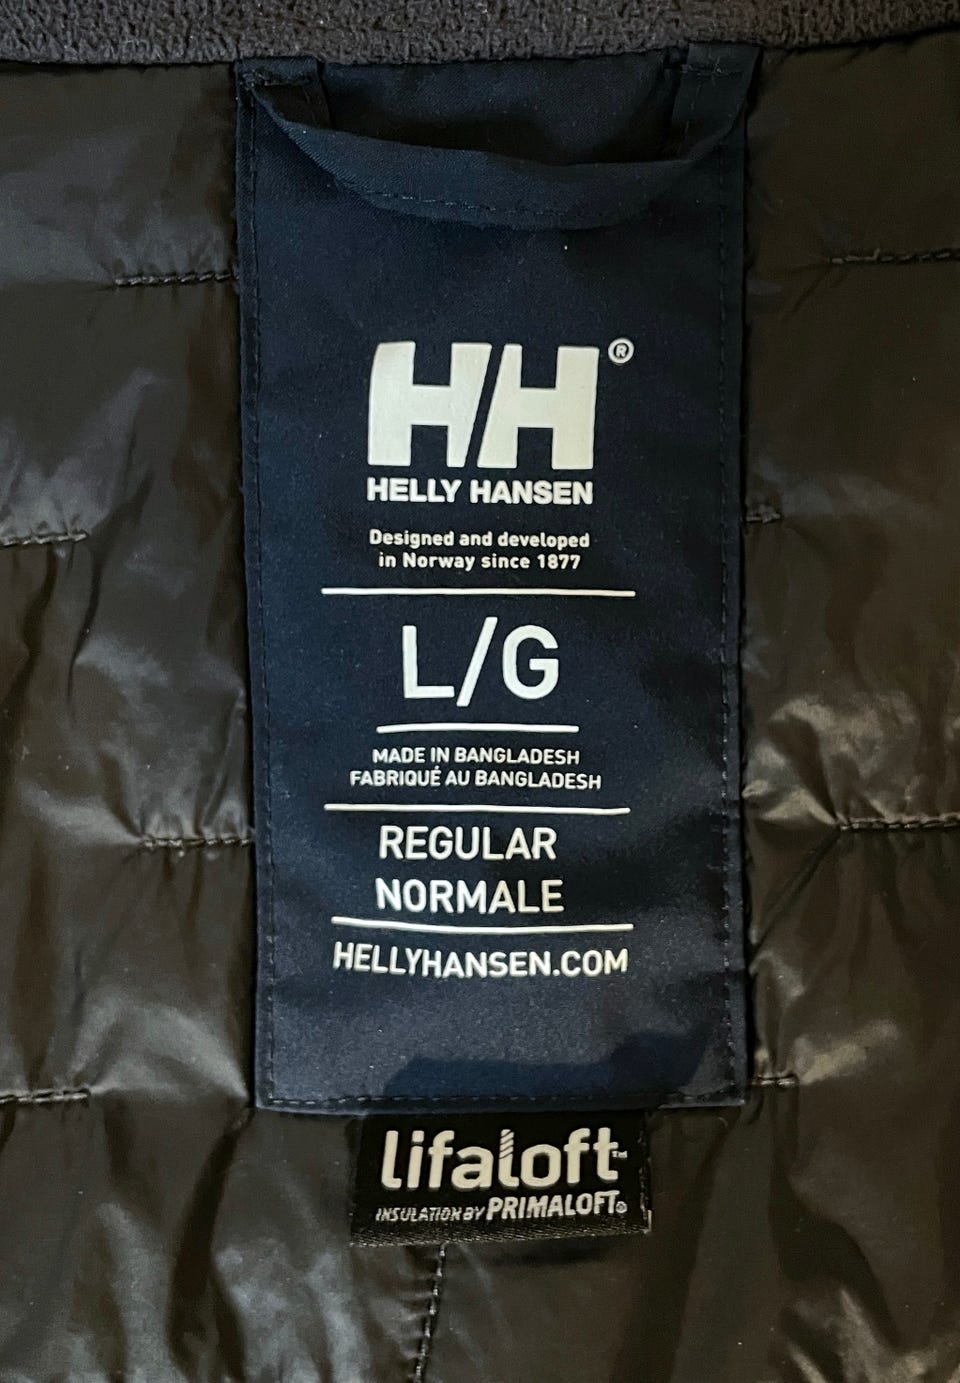 HH®
HELLY HANSEN
Designed and developed
in Norway since 1877
L/G
MADE IN BANGLADESH
FABRIQUÉ AU BANGLADESH
REGULAR
NORMALE
HELLYHANSEN.COM
lifaloft™
INSULATION BY PRIMALOFT®